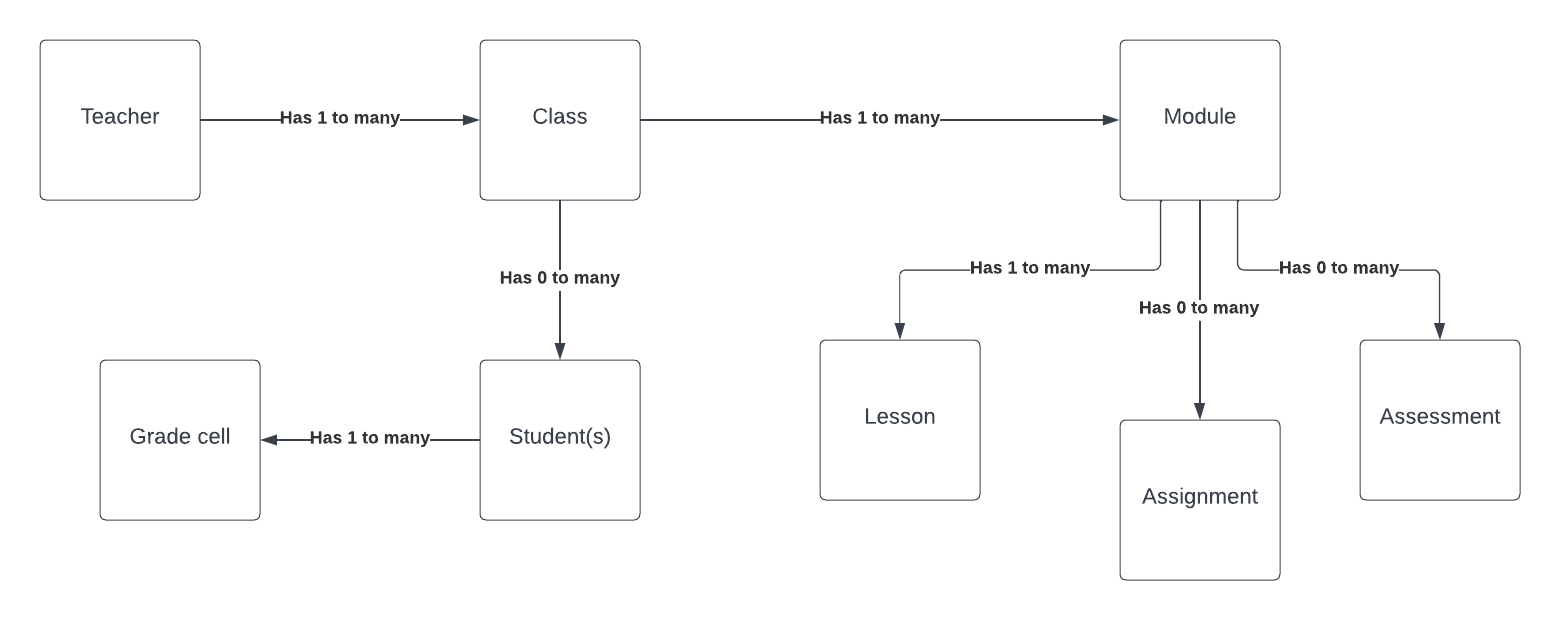 Teacher
Has 1 to many
Class
Has 1 to many
Module
Has 0 to many
Has 1 to many
Has 0 to many
Has 0 to many
Grade cell
Has 1 to many
Student(s)
Lesson
Assignment
Assessment